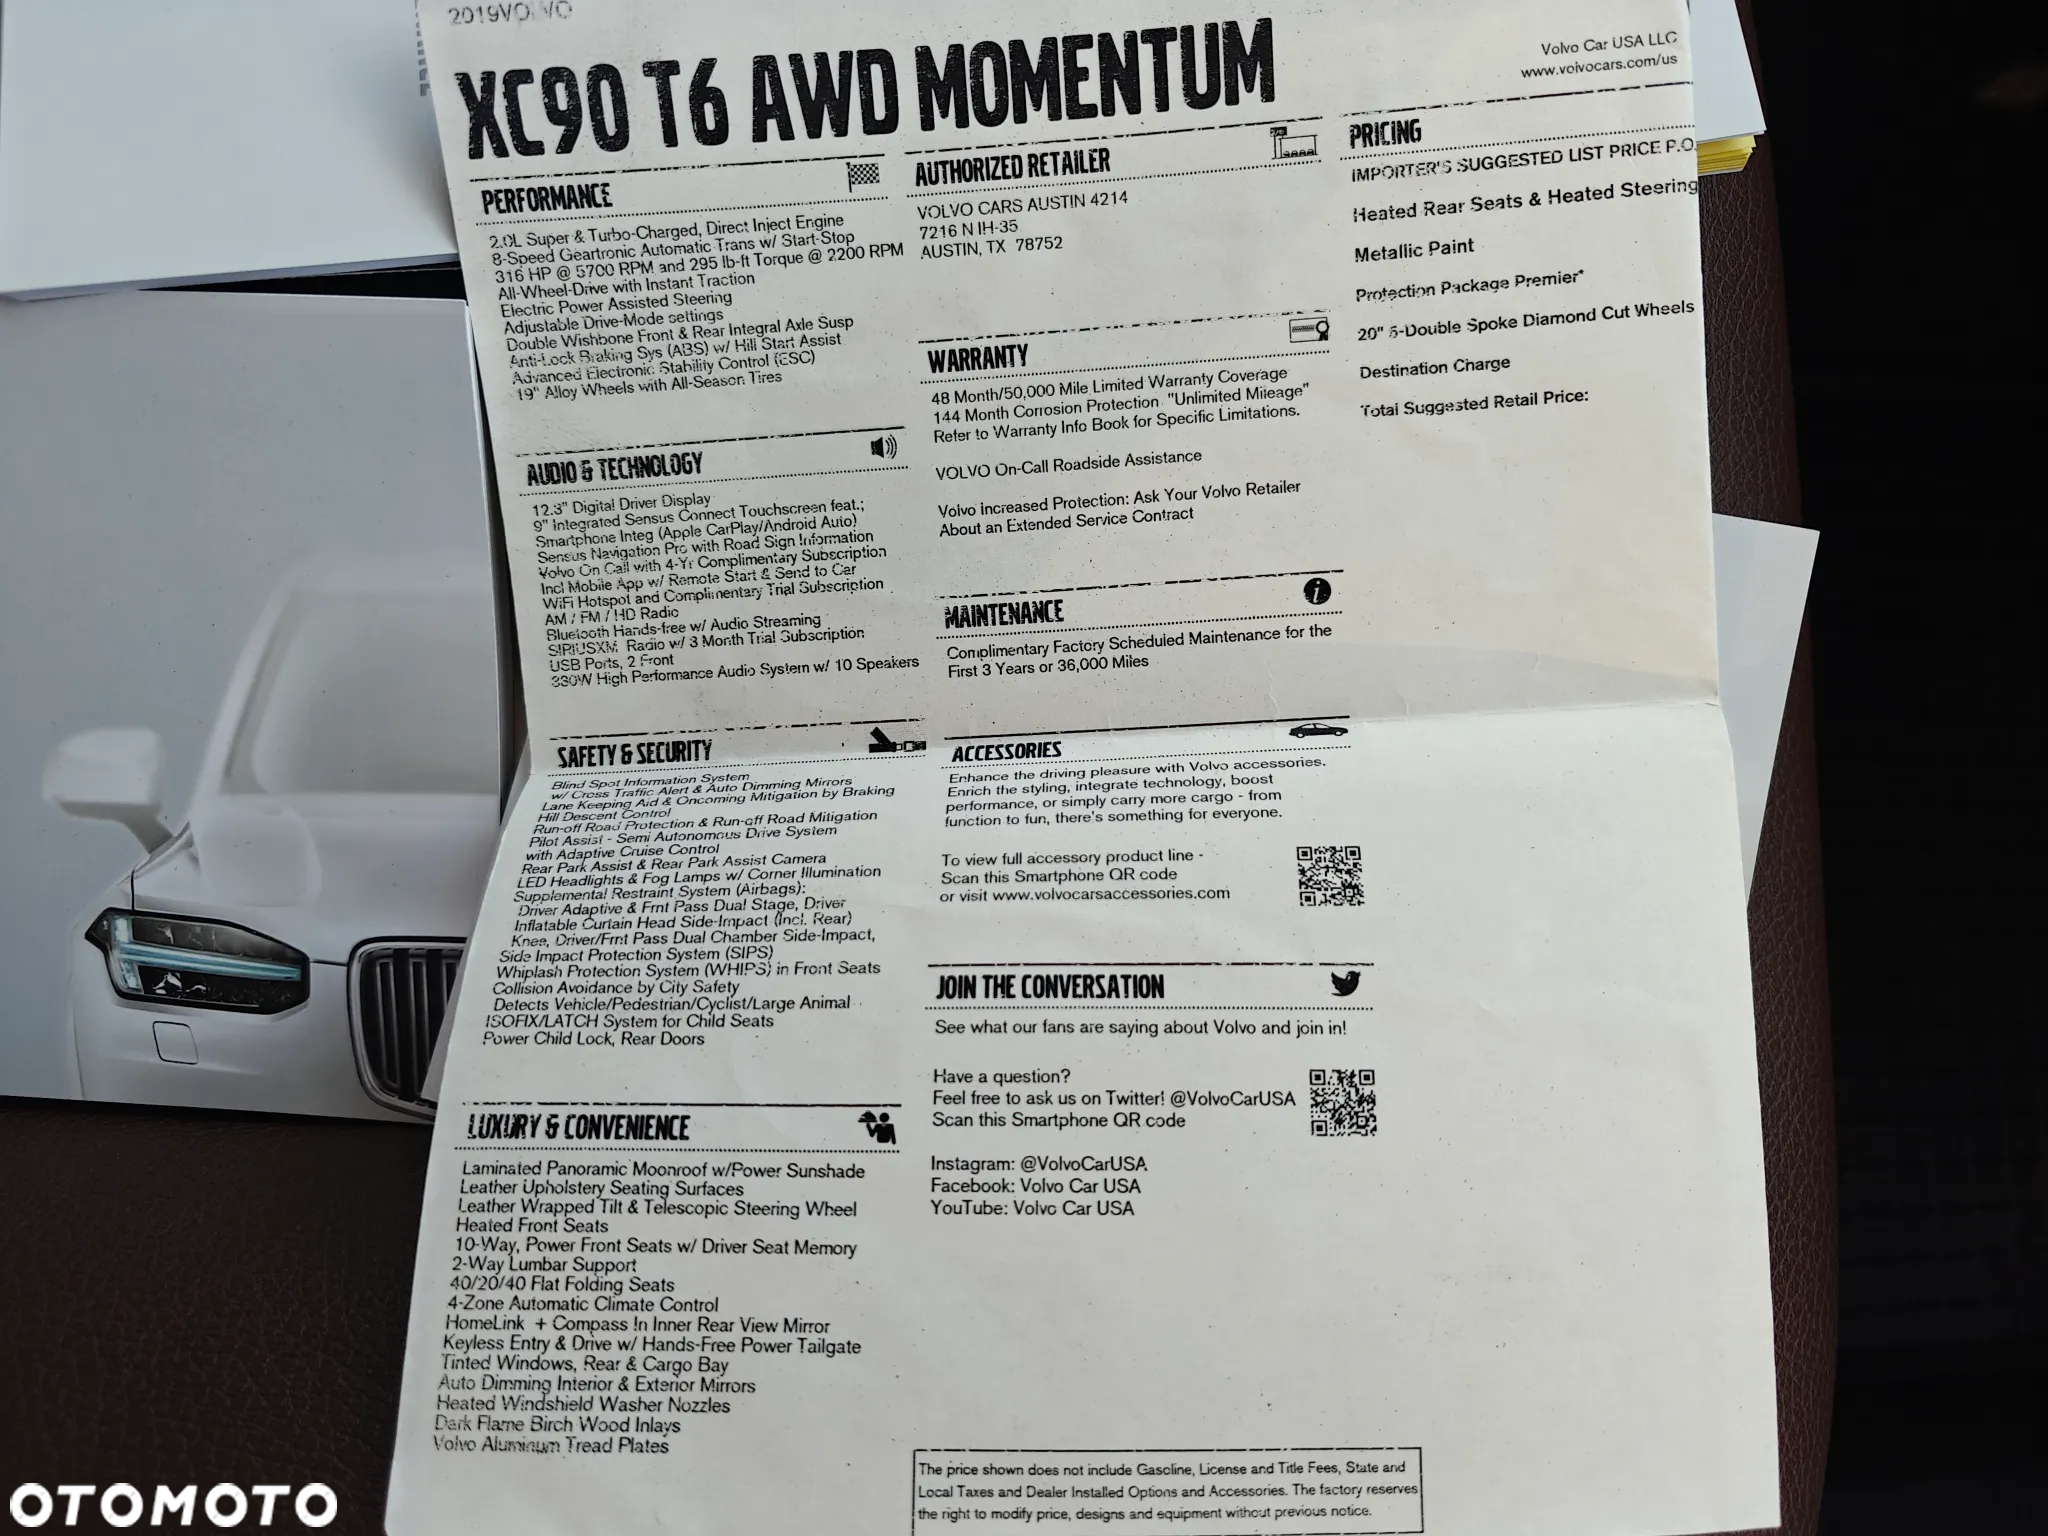 2019VOLVO
XC90 T6 AWD MOMENTUM
Volvo Car USA LLC
www.volvocars.com/us
PERFORMANCE
2.0L Super & Turbo-Charged, Direct Inject Engine
8-Speed Geartronic Automatic Trans w/ Start-Stop
316 HP @ 5700 RPM and 295 lb-ft Torque @ 2200 RPM
All-Wheel-Drive with Instant Traction
Electric Power Assisted Steering
Adjustable Drive-Mode settings
Double Wishbone Front & Rear Integral Axle Susp
Anti-Lock Braking Sys (ABS) w/ Hill Start Assist
Advanced Electronic Stability Control (ESC)
19" Alloy Wheels with All-Season Tires
AUDIO & TECHNOLOGY
12.3" Digital Driver Display
9" Integrated Sensus Connect Touchscreen feat.;
Smartphone Integ (Apple CarPlay/Android Auto)
Sensus Navigation Pro with Road Sign Information
Volvo On Call with 4-Yr Complimentary Subscription
Incl Mobile App w/ Remote Start & Send to Car
WiFi Hotspot and Complimentary Trial Subscription
AM / FM / HD Radio
Bluetooth Hands-free w/ Audio Streaming
SIRIUSXM Radio w/ 3 Month Trial Subscription
USB Ports, 2 Front
330W High Performance Audio System w/ 10 Speakers
SAFETY & SECURITY
Blind Spot Information System
w/ Cross Traffic Alert & Auto Dimming Mirrors
Lane Keeping Aid & Oncoming Mitigation by Braking
Hill Descent Control
Run-off Road Protection & Run-off Road Mitigation
Pilot Assist - Semi Autonomous Drive System
with Adaptive Cruise Control
Rear Park Assist & Rear Park Assist Camera
LED Headlights & Fog Lamps w/ Corner Illumination
Supplemental Restraint System (Airbags):
Driver Adaptive & Frnt Pass Dual Stage, Driver
Inflatable Curtain Head Side-Impact (Incl. Rear)
Knee, Driver/Frnt Pass Dual Chamber Side-Impact,
Side Impact Protection System (SIPS)
Whiplash Protection System (WHIPS) in Front Seats
Collision Avoidance by City Safety
Detects Vehicle/Pedestrian/Cyclist/Large Animal
ISOFIX/LATCH System for Child Seats
Power Child Lock, Rear Doors
LUXURY & CONVENIENCE
Laminated Panoramic Moonroof w/Power Sunshade
Leather Upholstery Seating Surfaces
Leather Wrapped Tilt & Telescopic Steering Wheel
Heated Front Seats
10-Way, Power Front Seats w/ Driver Seat Memory
2-Way Lumbar Support
40/20/40 Flat Folding Seats
4-Zone Automatic Climate Control
HomeLink + Compass In Inner Rear View Mirror
Keyless Entry & Drive w/ Hands-Free Power Tailgate
Tinted Windows, Rear & Cargo Bay
Auto Dimming Interior & Exterior Mirrors
Heated Windshield Washer Nozzles
Dark Flame Birch Wood Inlays
Volvo Aluminum Tread Plates
AUTHORIZED RETAILER
VOLVO CARS AUSTIN 4214
7216 N IH-35
AUSTIN, TX 78752
WARRANTY
48 Month/50,000 Mile Limited Warranty Coverage
144 Month Corrosion Protection "Unlimited Mileage"
Refer to Warranty Info Book for Specific Limitations.
VOLVO On-Call Roadside Assistance
Volvo Increased Protection: Ask Your Volvo Retailer
About an Extended Service Contract
MAINTENANCE
Complimentary Factory Scheduled Maintenance for the
First 3 Years or 36,000 Miles
ACCESSORIES
Enhance the driving pleasure with Volvo accessories.
Enrich the styling, integrate technology, boost
performance, or simply carry more cargo - from
function to fun, there's something for everyone.
To view full accessory product line -
Scan this Smartphone QR code
or visit www.volvocarsaccessories.com
JOIN THE CONVERSATION
See what our fans are saying about Volvo and join in!
Have a question?
Feel free to ask us on Twitter! @VolvoCarUSA
Scan this Smartphone QR code
Instagram: @VolvoCarUSA
Facebook: Volvo Car USA
YouTube: Volvo Car USA
The price shown does not include Gasoline, License and Title Fees, State and
Local Taxes and Dealer Installed Options and Accessories. The factory reserves
the right to modify price, designs and equipment without previous notice.
PRICING
IMPORTER'S SUGGESTED LIST PRICE P.O.
Heated Rear Seats & Heated Steering
Metallic Paint
Protection Package Premier*
20" 5-Double Spoke Diamond Cut Wheels
Destination Charge
Total Suggested Retail Price:
OTOMOTO